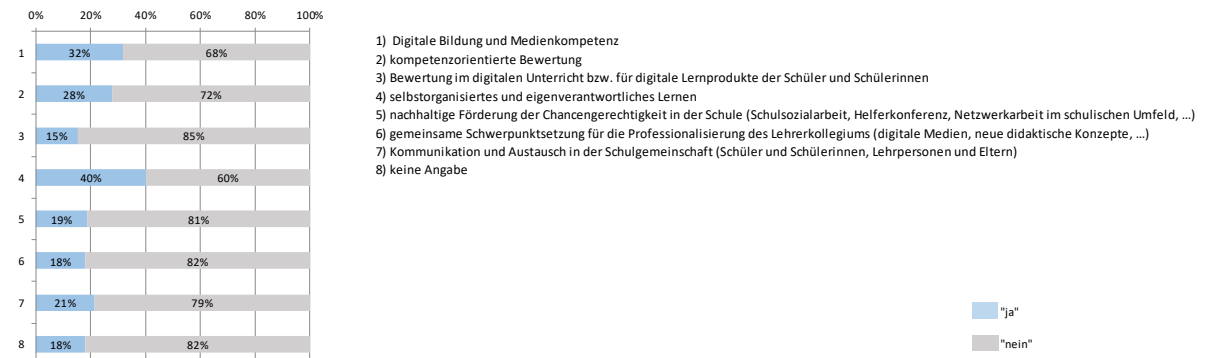 0% 20% 40% 60% 80% 100%
1 32% 68%
2 28% 72%
3 15% 85%
4 40% 60%
5 19% 81%
6 18% 82%
7 21% 79%
8 18% 82%
1) Digitale Bildung und Medienkompetenz
2) kompetenzorientierte Bewertung
3) Bewertung im digitalen Unterricht bzw. für digitale Lernprodukte der Schüler und Schülerinnen
4) selbstorganisiertes und eigenverantwortliches Lernen
5) nachhaltige Förderung der Chancengerechtigkeit in der Schule (Schulsozialarbeit, Helferkonferenz, Netzwerkarbeit im schulischen Umfeld, …)
6) gemeinsame Schwerpunktsetzung für die Professionalisierung des Lehrerkollegiums (digitale Medien, neue didaktische Konzepte, …)
7) Kommunikation und Austausch in der Schulgemeinschaft (Schüler und Schülerinnen, Lehrpersonen und Eltern)
8) keine Angabe
"ja"
"nein"